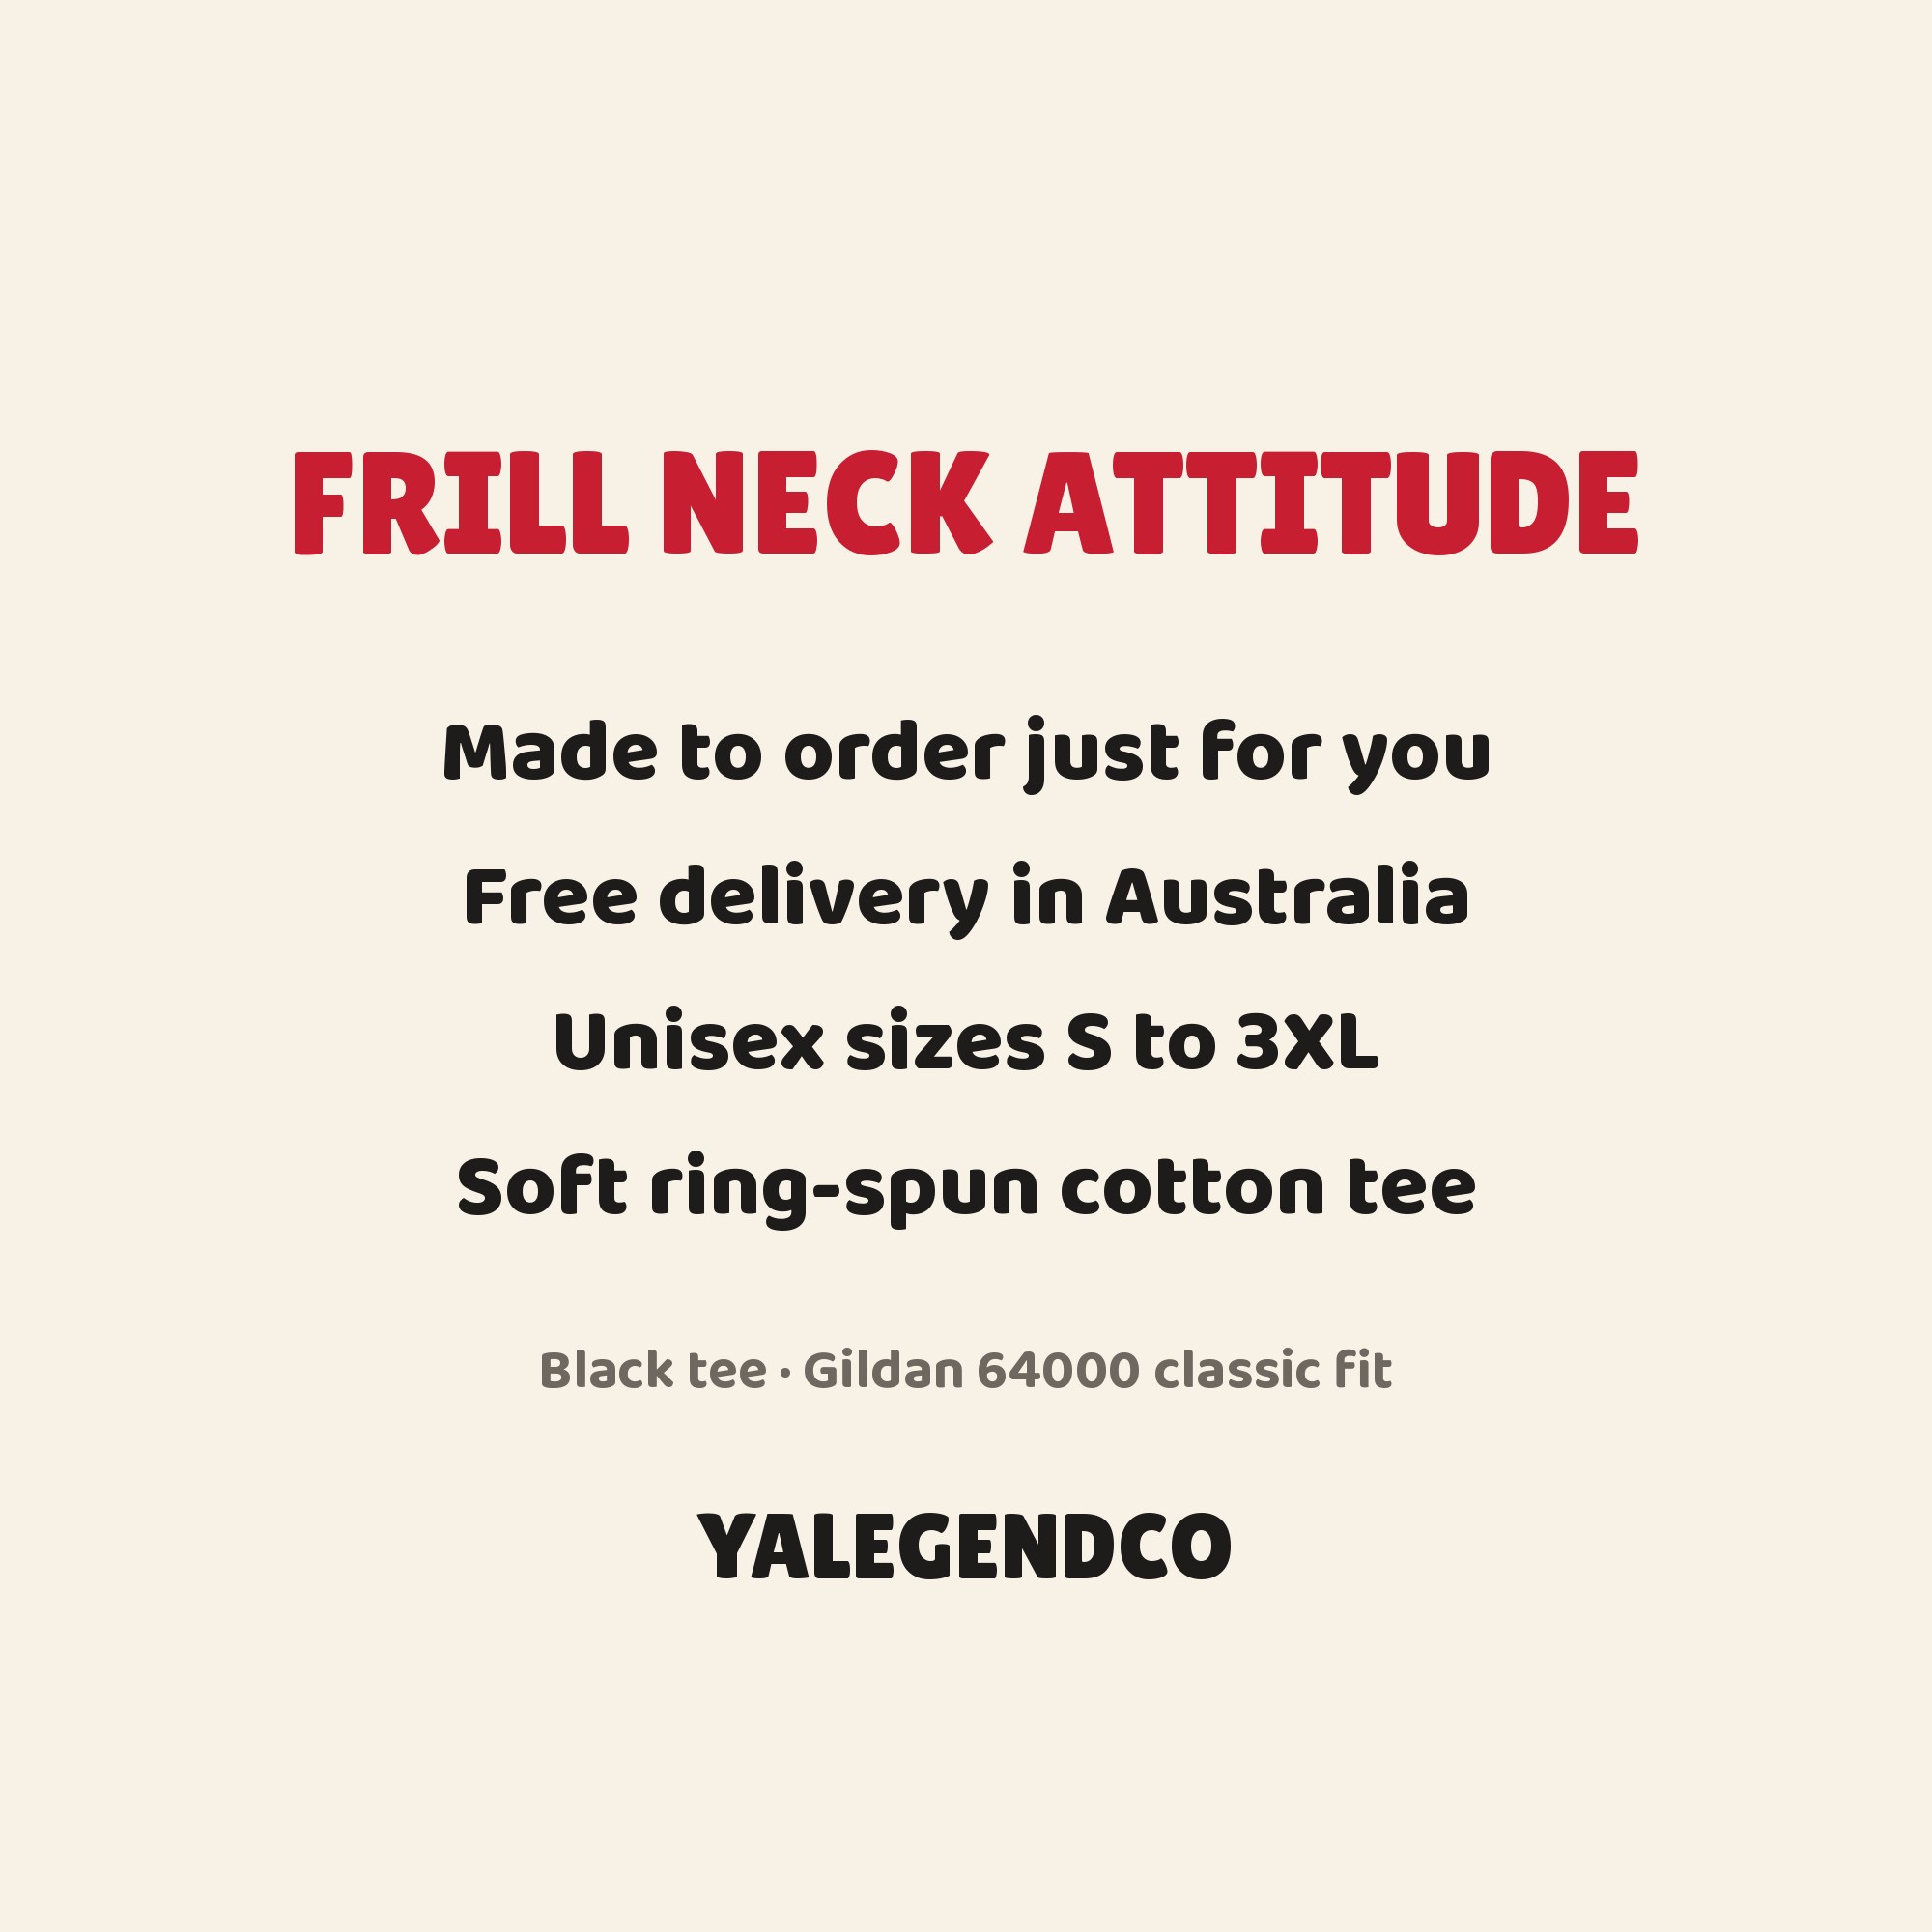 FRILL NECK ATTITUDE
Made to order just for you
Free delivery in Australia
Unisex sizes S to 3XL
Soft ring-spun cotton tee
Black tee • Gildan 64000 classic fit
YALEGENDCO